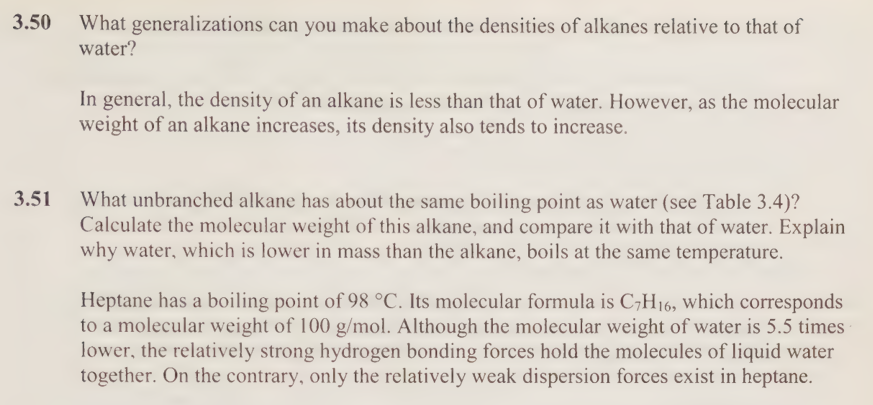 3.50 What generalizations can you make about the densities of alkanes relative to that of
water?
In general, the density of an alkane is less than that of water. However, as the molecular
weight of an alkane increases, its density also tends to increase.
3.51 What unbranched alkane has about the same boiling point as water (see Table 3.4)?
Calculate the molecular weight of this alkane, and compare it with that of water. Explain
why water, which is lower in mass than the alkane, boils at the same temperature.
Heptane has a boiling point of 98 °C. Its molecular formula is C₇H₁₆, which corresponds
to a molecular weight of 100 g/mol. Although the molecular weight of water is 5.5 times
lower, the relatively strong hydrogen bonding forces hold the molecules of liquid water
together. On the contrary, only the relatively weak dispersion forces exist in heptane.